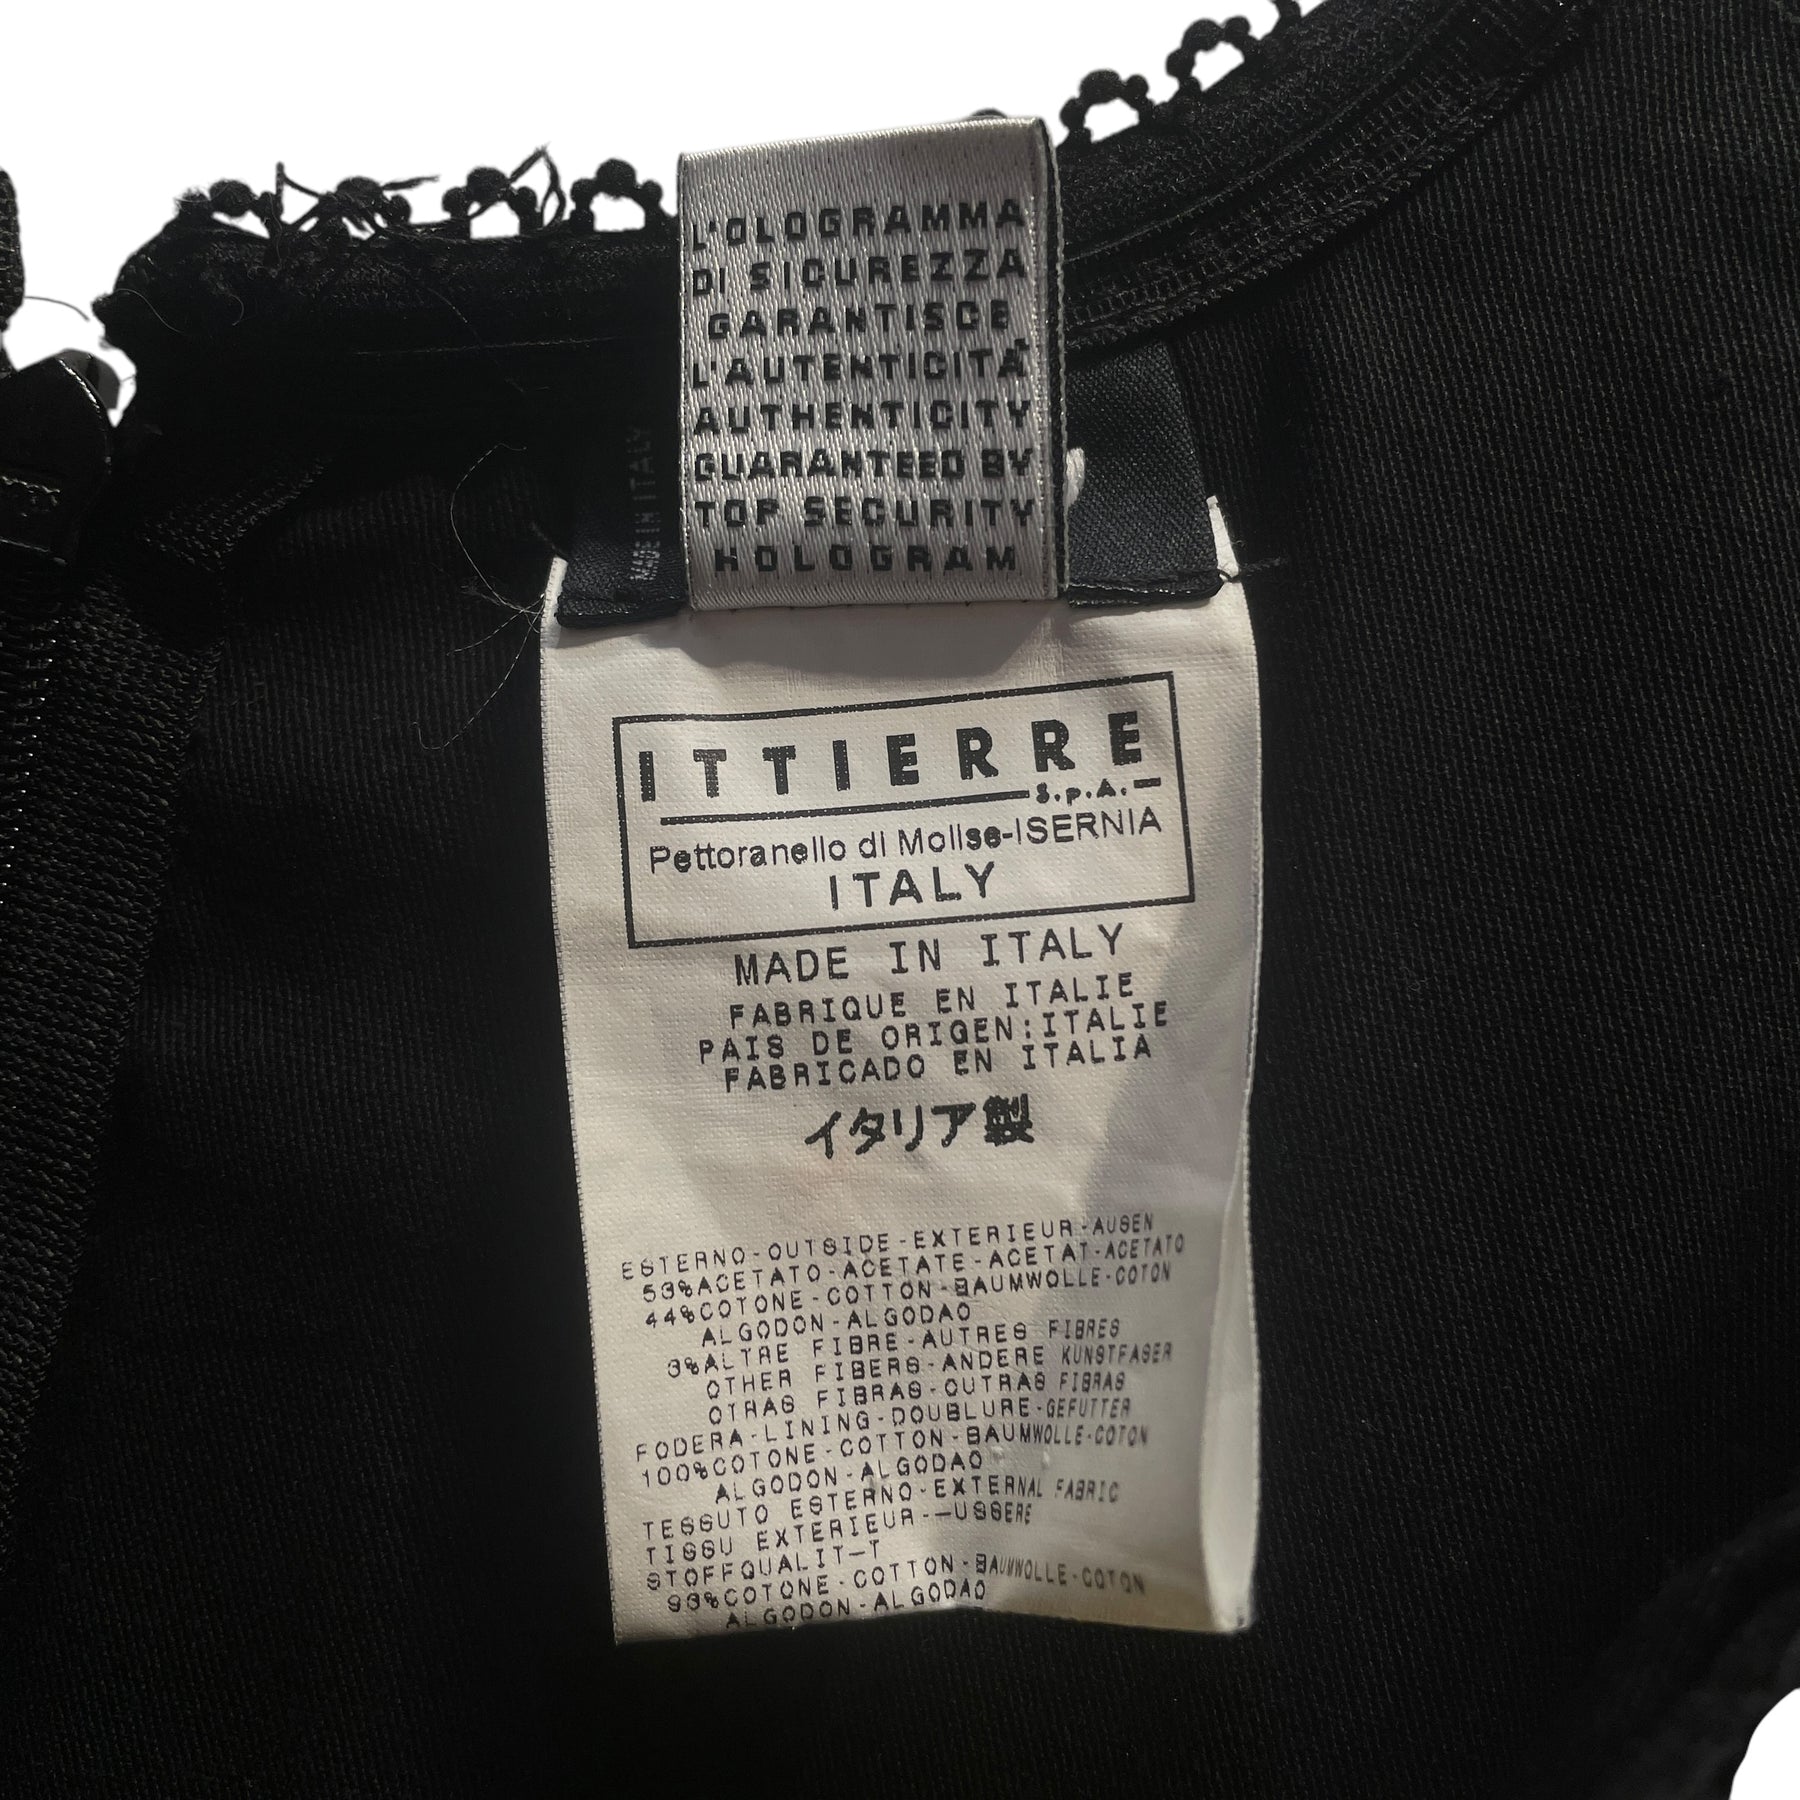 L'OLOGRAMMA
DI SICUREZZA
GARANTISCE
L'AUTENTICITÀ
AUTHENTICITY
GUARANTEED BY
TOP SECURITY
HOLOGRAM
MADE IN ITALY
ITTIERRE
S.p.A.
Pettoranello di Molise-ISERNIA
ITALY
MADE IN ITALY
FABRIQUE EN ITALIE
PAIS DE ORIGEN:ITALIE
FABRICADO EN ITALIA
イタリア製
ESTERNO-OUTSIDE-EXTERIEUR-AUSEN
53%ACETATO-ACETATE-ACETAT-ACETATO
44%COTONE-COTTON-BAUMWOLLE-COTON
ALGODON-ALGODAO
3%ALTRE FIBRE-AUTRES FIBRES
OTHER FIBERS-ANDERE KUNSTFASER
OTRAS FIBRAS-OUTRAS FIBRAS
FODERA-LINING-DOUBLURE-GEFUTTER
100%COTONE-COTTON-BAUMWOLLE-COTON
ALGODON-ALGODAO
TESSUTO ESTERNO-EXTERNAL FABRIC
TISSU EXTERIEUR-—USSERE
STOFFQUALIT—T
93%COTONE-COTTON-BAUMWOLLE-COTON
ALGODON-ALGODAO